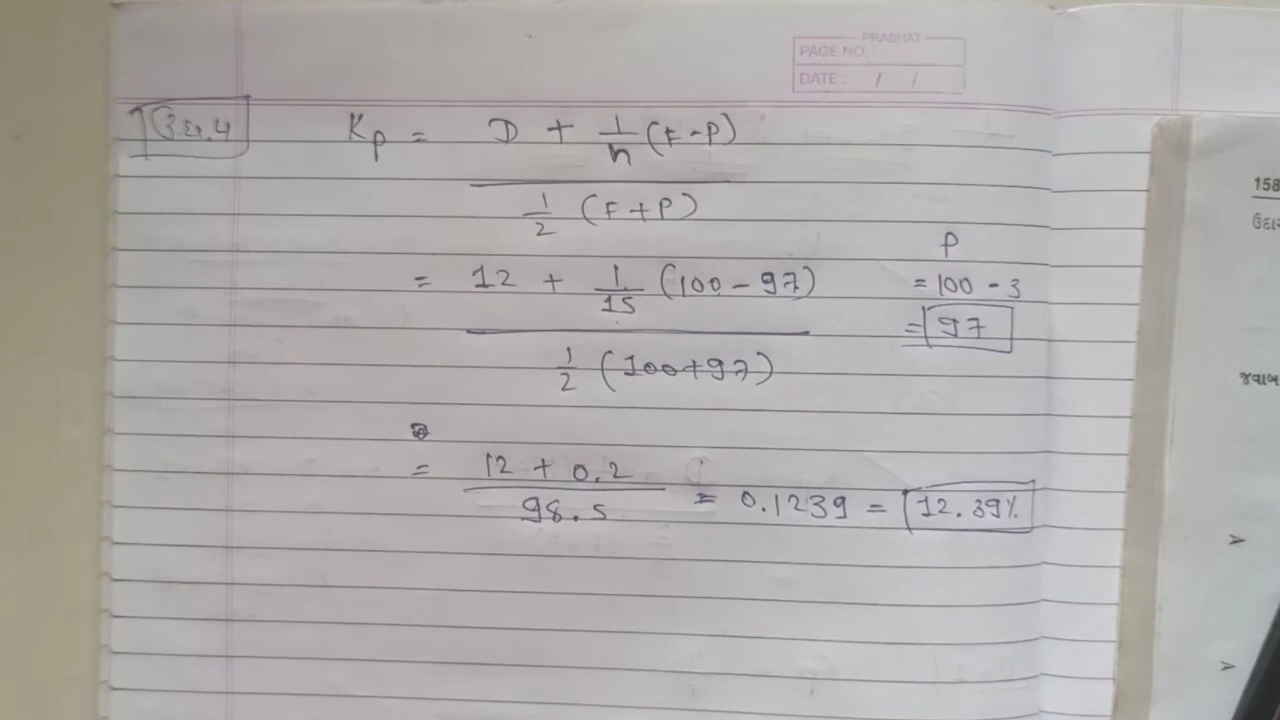 PRABHAT
PAGE NO.:
DATE: / /
ઉદા.૫
Kp = D + 1/n (F - P)
1/2 (F + P)
= 12 + 1/15 (100 - 97)
1/2 (100 + 97)
P
= 100 - 3
= 97
= 12 + 0.2
98.5
= 0.1239 = 12.39%
158
ઉદા
જવાબ